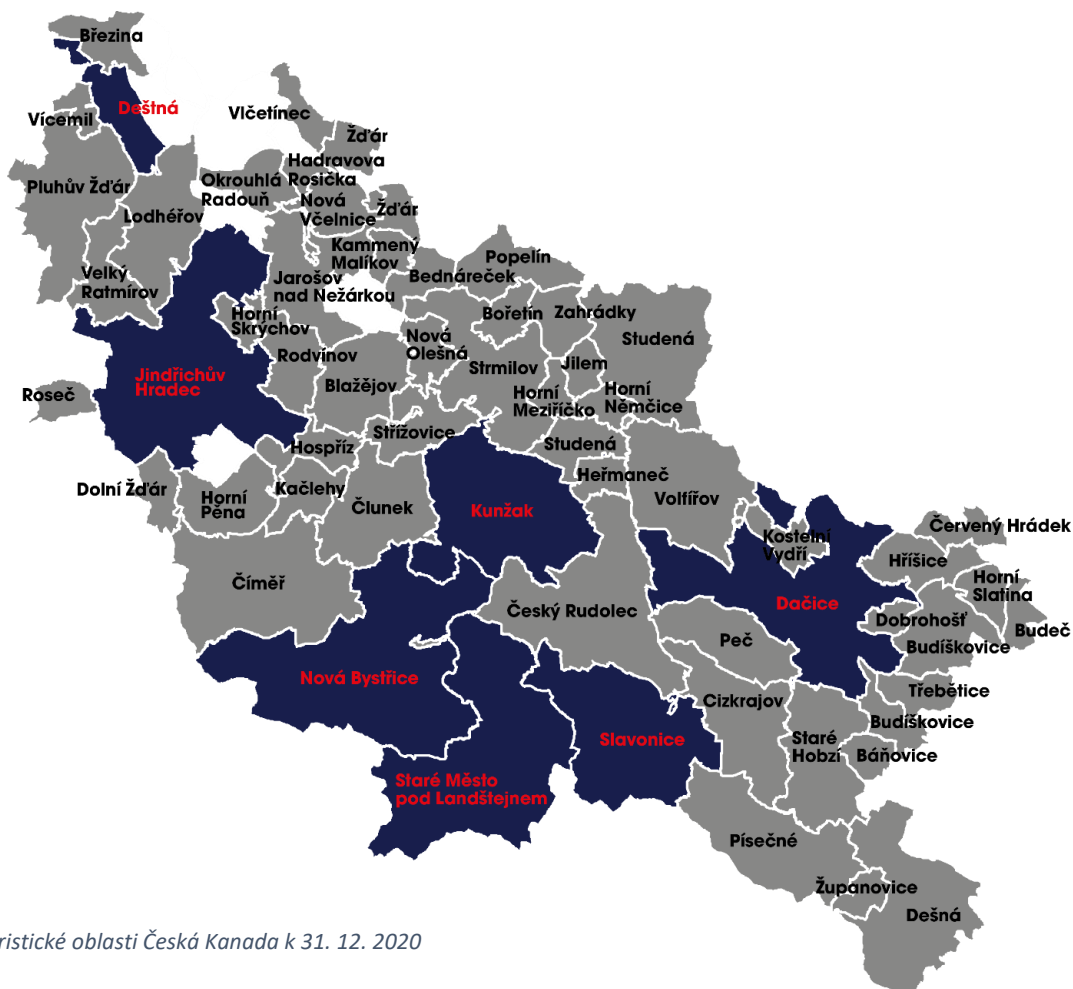 Březina
Deštná
Vícemil
Vlčetínec
Žďár
Pluhův Žďár
Hadravova
Rosička
Okrouhlá
Radouň
Nová
Včelnice
Žďár
Lodhéřov
Kammený
Malíkov
Popelín
Bednáreček
Velký
Ratmírov
Jarošov
nad Nežárkou
Horní
Skrýchov
Bořetín
Zahrádky
Studená
Nová
Olešná
Rodvínov
Strmilov
Jilem
Jindřichův
Hradec
Blažějov
Roseč
Horní
Meziříčko
Horní
Němčice
Střížovice
Hospříz
Studená
Dolní Žďár
Kačlehy
Heřmaneč
Horní
Pěna
Volfířov
Člunek
Kunžak
Červený Hrádek
Kostelní
Vydří
Hříšice
Číměř
Horní
Slatina
Český Rudolec
Dačice
Dobrohošť
Budeč
Peč
Budíškovice
Nová Bystřice
Třebětice
Cizkrajov
Budíškovice
Slavonice
Staré
Hobzí
Báňovice
Staré Město
pod Landštejnem
Písečné
Županovice
Dešná
ristické oblasti Česká Kanada k 31. 12. 2020